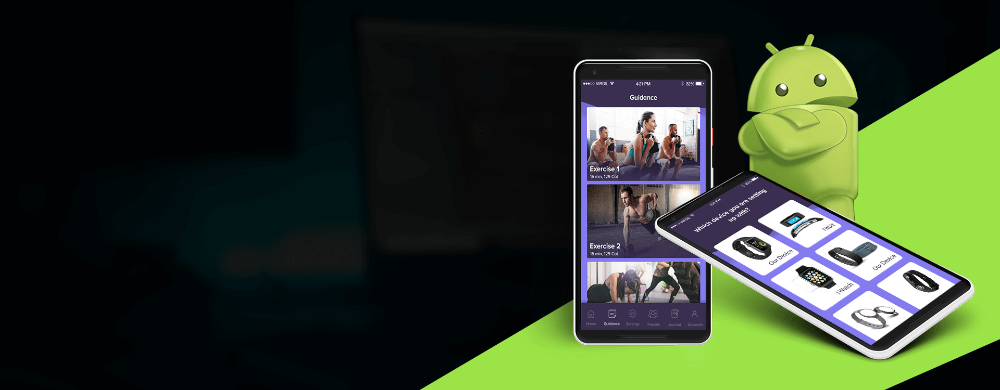 VIRGIL
4:21 PM
82%
Guidance
Exercise 1
15 min, 129 Cal
Exercise 2
15 min, 129 Cal
Home
Guidance
Settings
Friends
Journal
Accounts
VIRGIL
4:21 PM
82%
Which device you are setting
up with?
Our Device
Fitbit
I Watch
Our Device